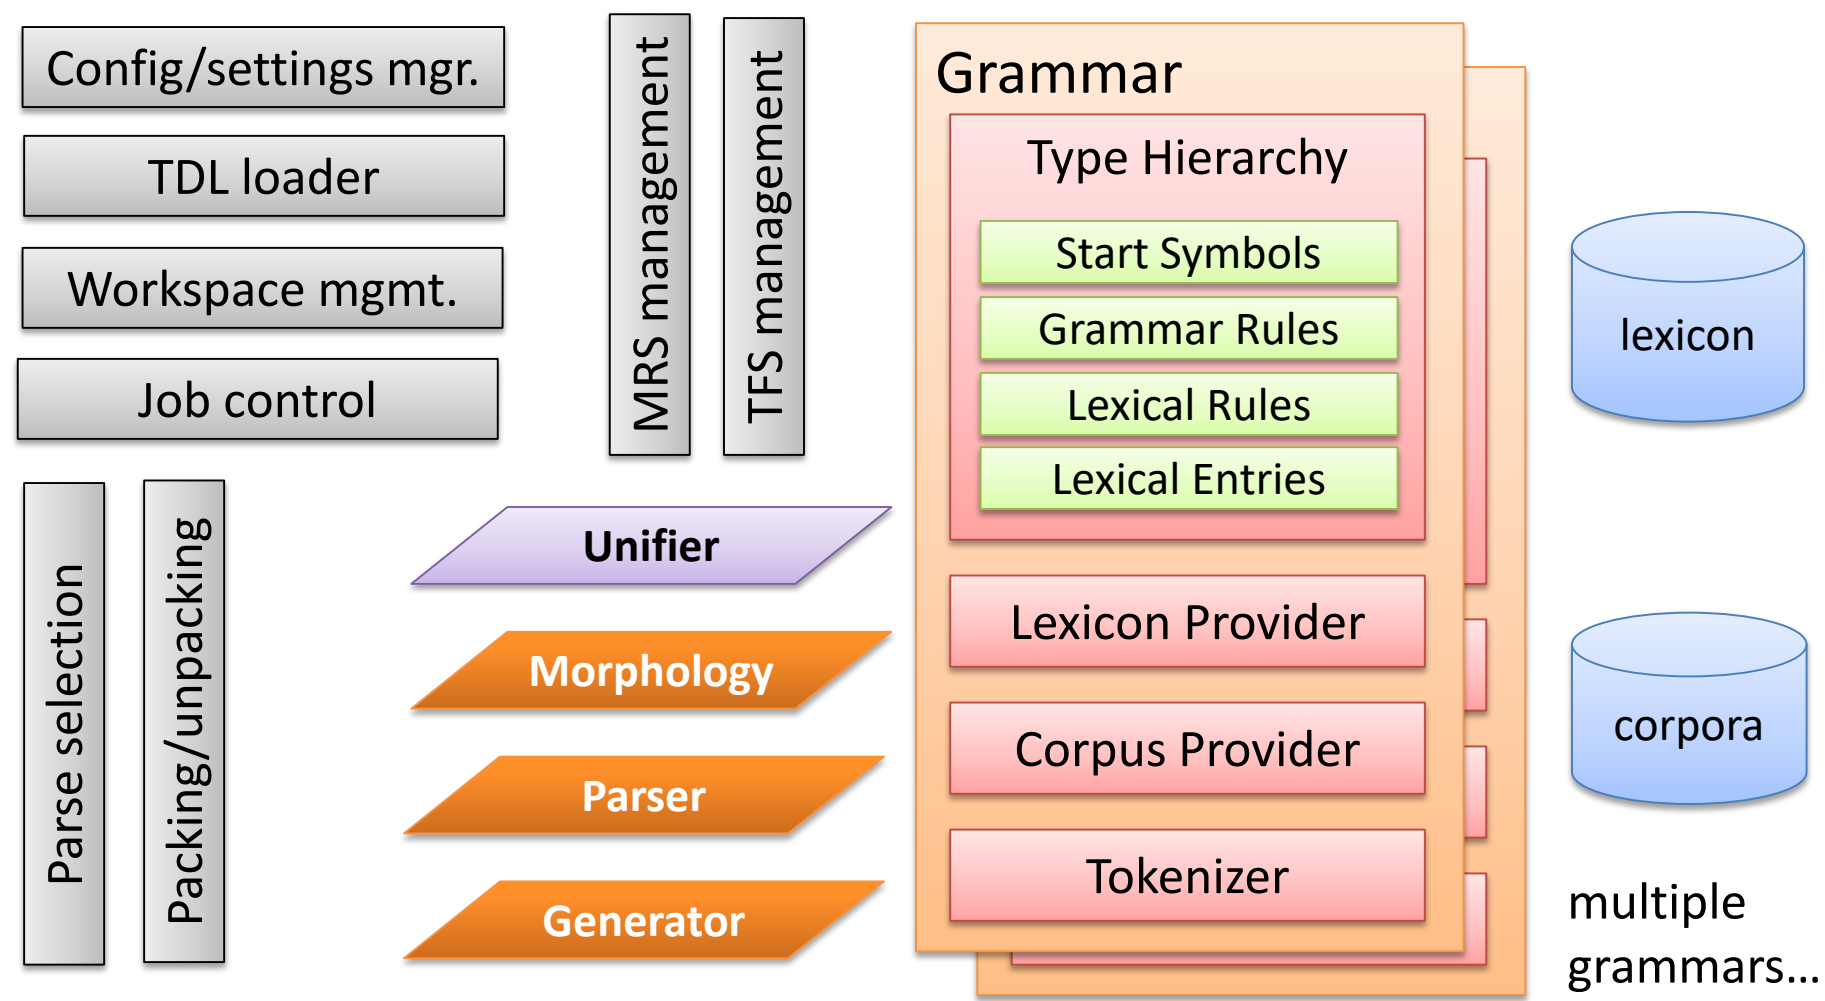 Config/settings mgr.
TDL loader
Workspace mgmt.
Job control
MRS management
TFS management
Parse selection
Packing/unpacking
Unifier
Morphology
Parser
Generator
Grammar
Type Hierarchy
Start Symbols
Grammar Rules
Lexical Rules
Lexical Entries
Lexicon Provider
Corpus Provider
Tokenizer
lexicon
corpora
multiple
grammars...